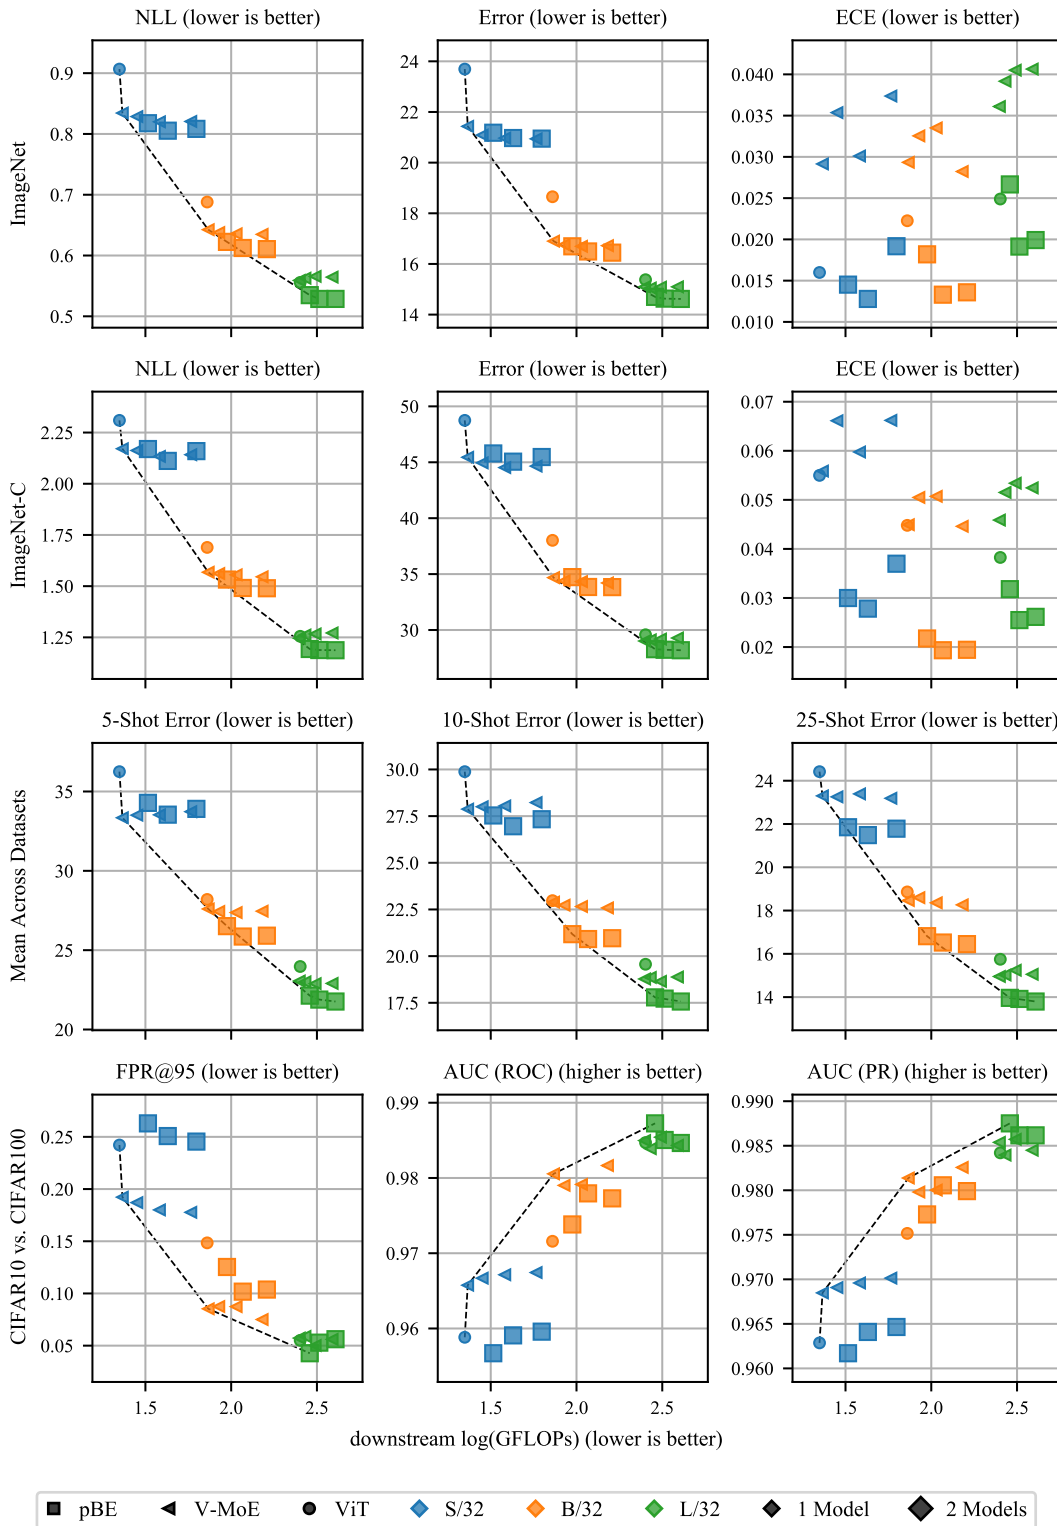 NLL (lower is better) Error (lower is better) ECE (lower is better)
ImageNet
0.9 0.8 0.7 0.6 0.5
24 22 20 18 16 14
0.040 0.035 0.030 0.025 0.020 0.015 0.010
NLL (lower is better) Error (lower is better) ECE (lower is better)
ImageNet-C
2.25 2.00 1.75 1.50 1.25
50 45 40 35 30
0.07 0.06 0.05 0.04 0.03 0.02
5-Shot Error (lower is better) 10-Shot Error (lower is better) 25-Shot Error (lower is better)
Mean Across Datasets
35 30 25 20
30.0 27.5 25.0 22.5 20.0 17.5
24 22 20 18 16 14
FPR@95 (lower is better) AUC (ROC) (higher is better) AUC (PR) (higher is better)
CIFAR10 vs. CIFAR100
0.25 0.20 0.15 0.10 0.05
0.99 0.98 0.97 0.96
0.990 0.985 0.980 0.975 0.970 0.965 0.960
1.5 2.0 2.5 1.5 2.0 2.5 1.5 2.0 2.5
downstream log(GFLOPs) (lower is better)
pBE V-MoE ViT S/32 B/32 L/32 1 Model 2 Models